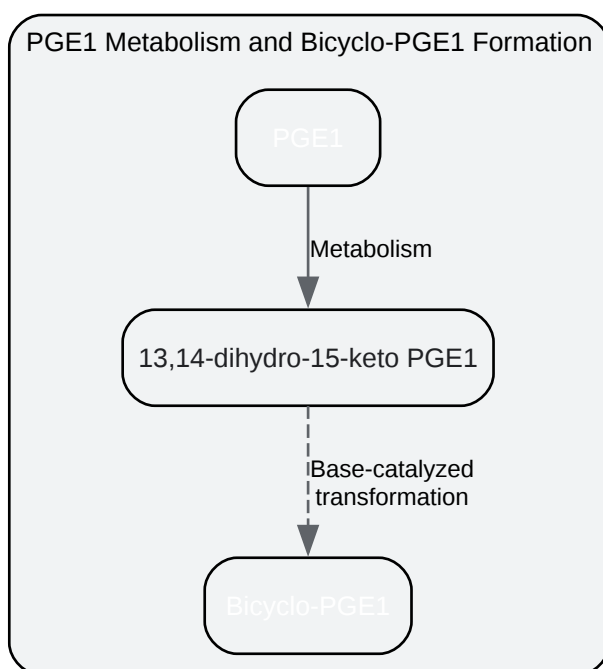 PGE1 Metabolism and Bicyclo-PGE1 Formation
PGE1
Metabolism
13,14-dihydro-15-keto PGE1
Base-catalyzed
transformation
Bicyclo-PGE1